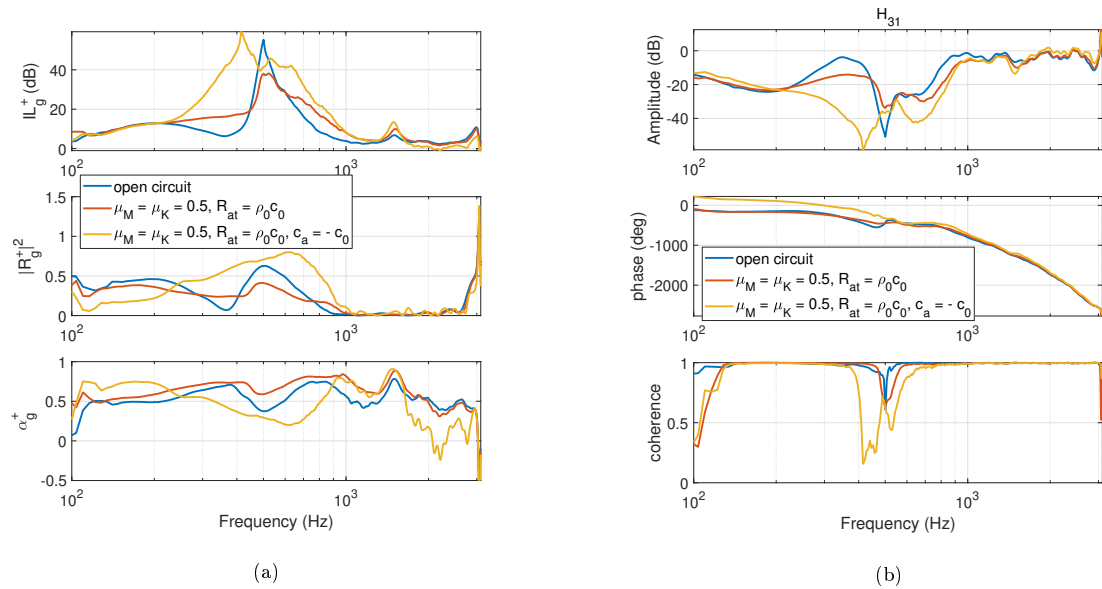 IL_g^+ (dB)
40
20
0
10^2
10^3
open circuit
μ_M = μ_K = 0.5, R_at = ρ_0c_0
μ_M = μ_K = 0.5, R_at = ρ_0c_0, c_a = - c_0
|R_g^+|^2
1.5
1
0.5
0
10^2
10^3
α_g^+
1
0.5
0
-0.5
10^2
10^3
Frequency (Hz)
(a)
H_31
Amplitude (dB)
0
-20
-40
10^2
10^3
phase (deg)
0
-1000
-2000
open circuit
μ_M = μ_K = 0.5, R_at = ρ_0c_0
μ_M = μ_K = 0.5, R_at = ρ_0c_0, c_a = - c_0
10^2
10^3
coherence
1
0.5
0
10^2
10^3
Frequency (Hz)
(b)